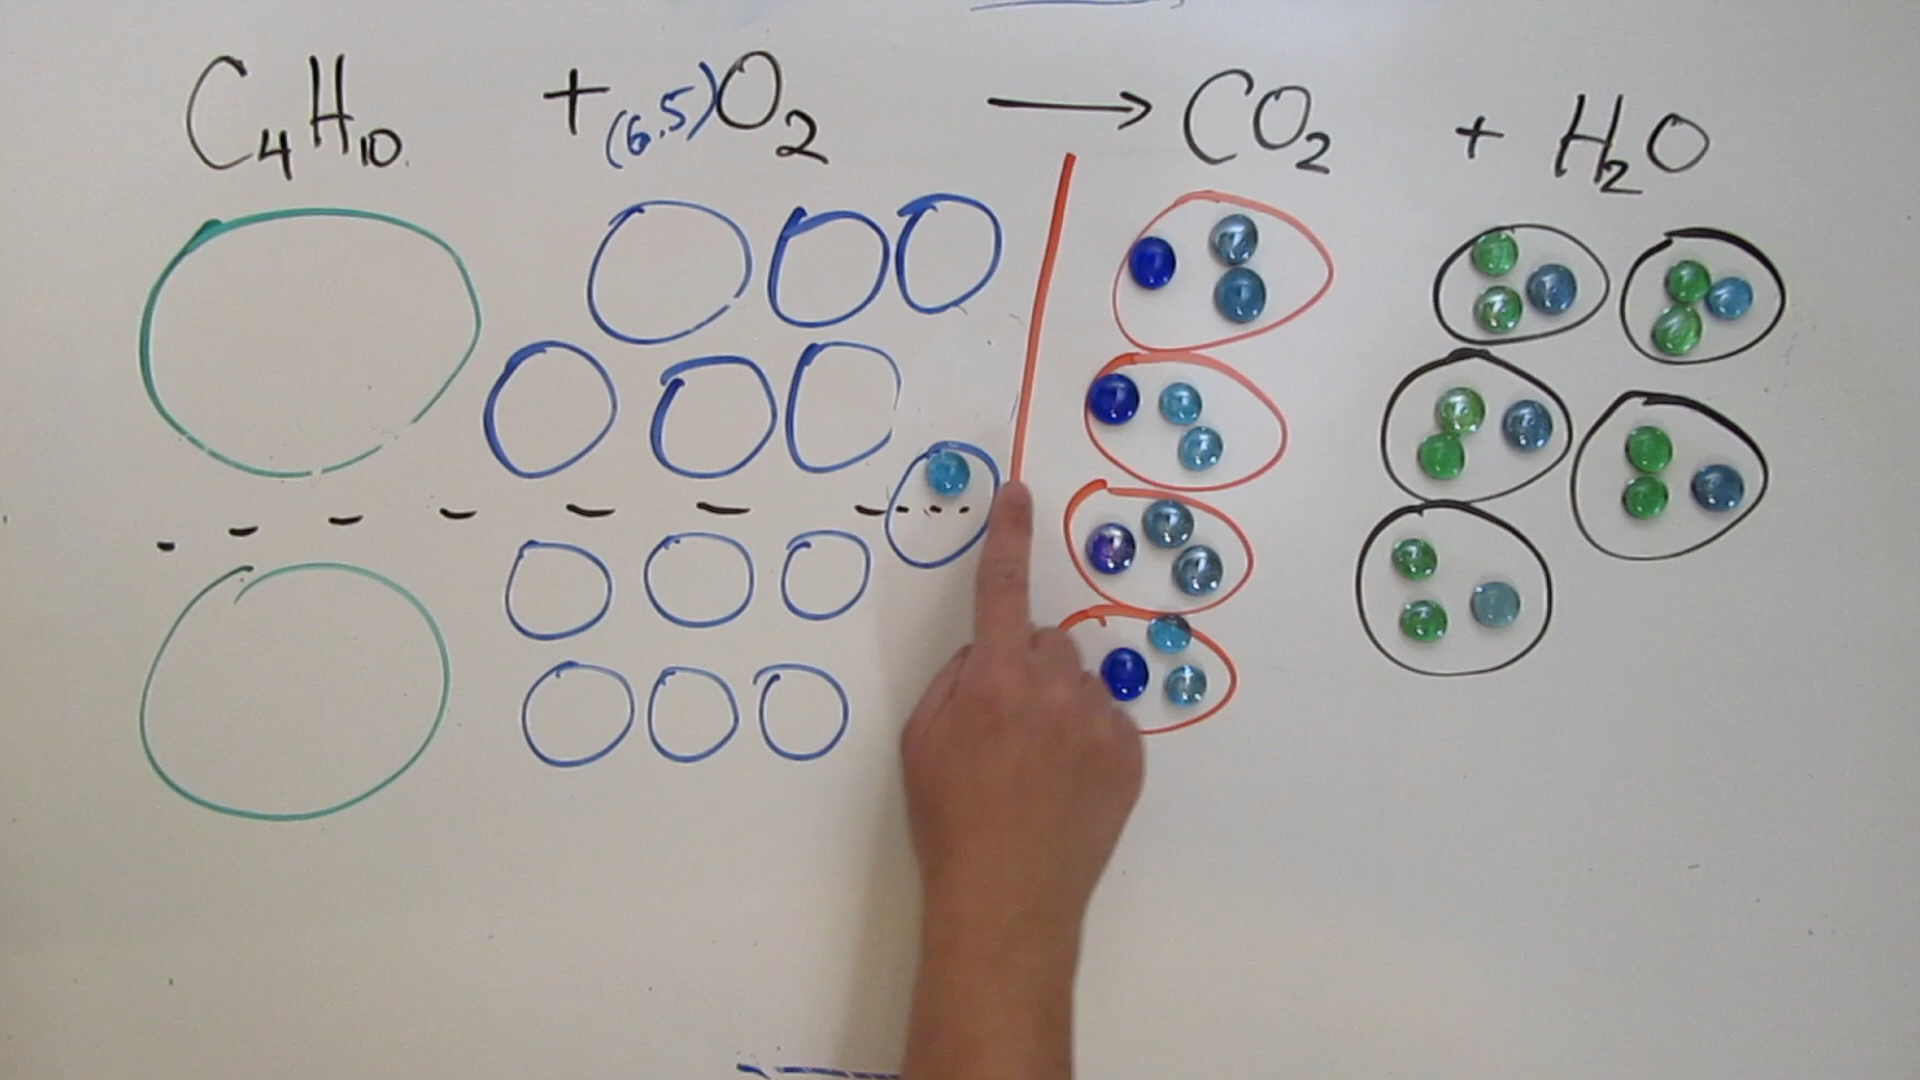 C₄H₁₀ + (6.5)O₂ → CO₂ + H₂O